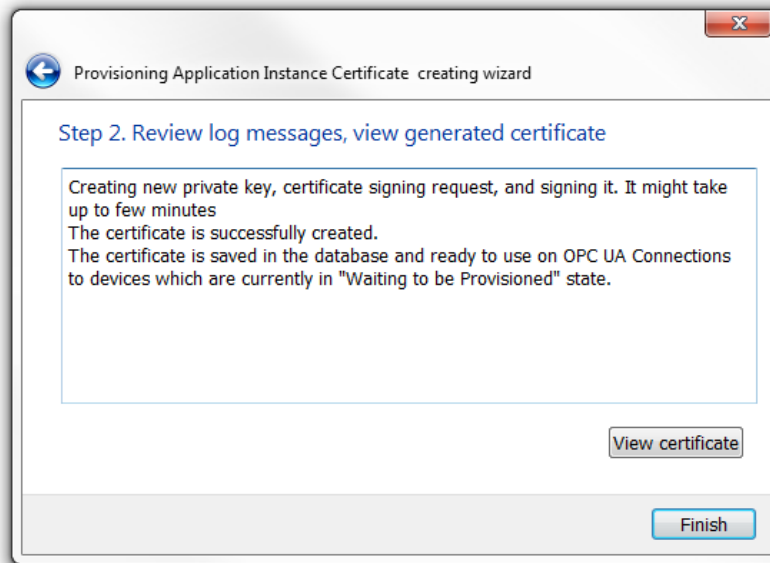 Provisioning Application Instance Certificate creating wizard
Step 2. Review log messages, view generated certificate
Creating new private key, certificate signing request, and signing it. It might take
up to few minutes
The certificate is successfully created.
The certificate is saved in the database and ready to use on OPC UA Connections
to devices which are currently in "Waiting to be Provisioned" state.
View certificate
Finish